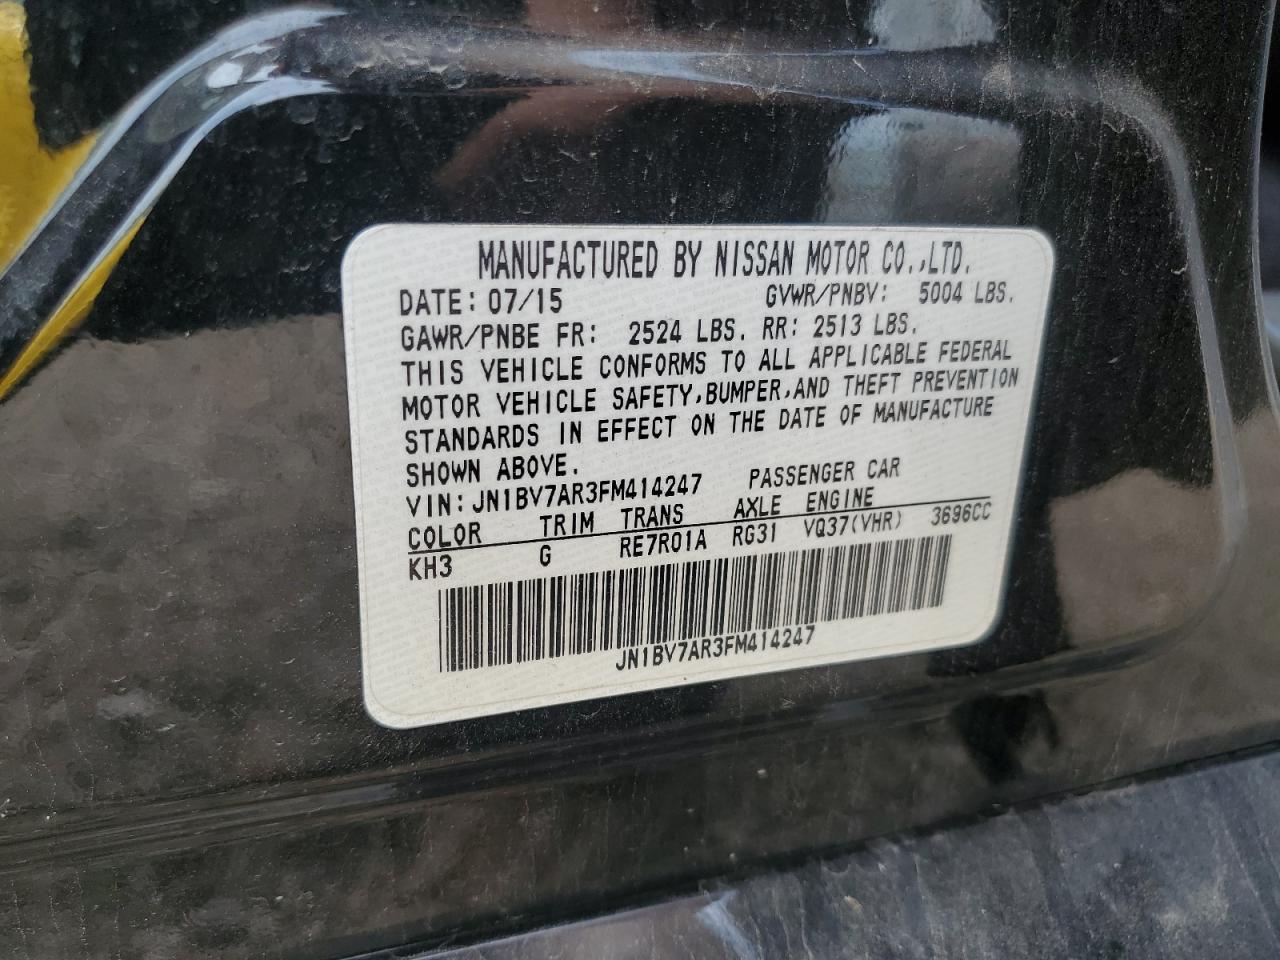 MANUFACTURED BY NISSAN MOTOR CO.,LTD.
DATE: 07/15 GVWR/PNBV: 5004 LBS.
GAWR/PNBE FR: 2524 LBS. RR: 2513 LBS.
THIS VEHICLE CONFORMS TO ALL APPLICABLE FEDERAL
MOTOR VEHICLE SAFETY,BUMPER,AND THEFT PREVENTION
STANDARDS IN EFFECT ON THE DATE OF MANUFACTURE
SHOWN ABOVE.
VIN:JN1BV7AR3FM414247 PASSENGER CAR
COLOR TRIM TRANS AXLE ENGINE
KH3 G RE7R01A RG31 VQ37(VHR) 3696CC
JN1BV7AR3FM414247